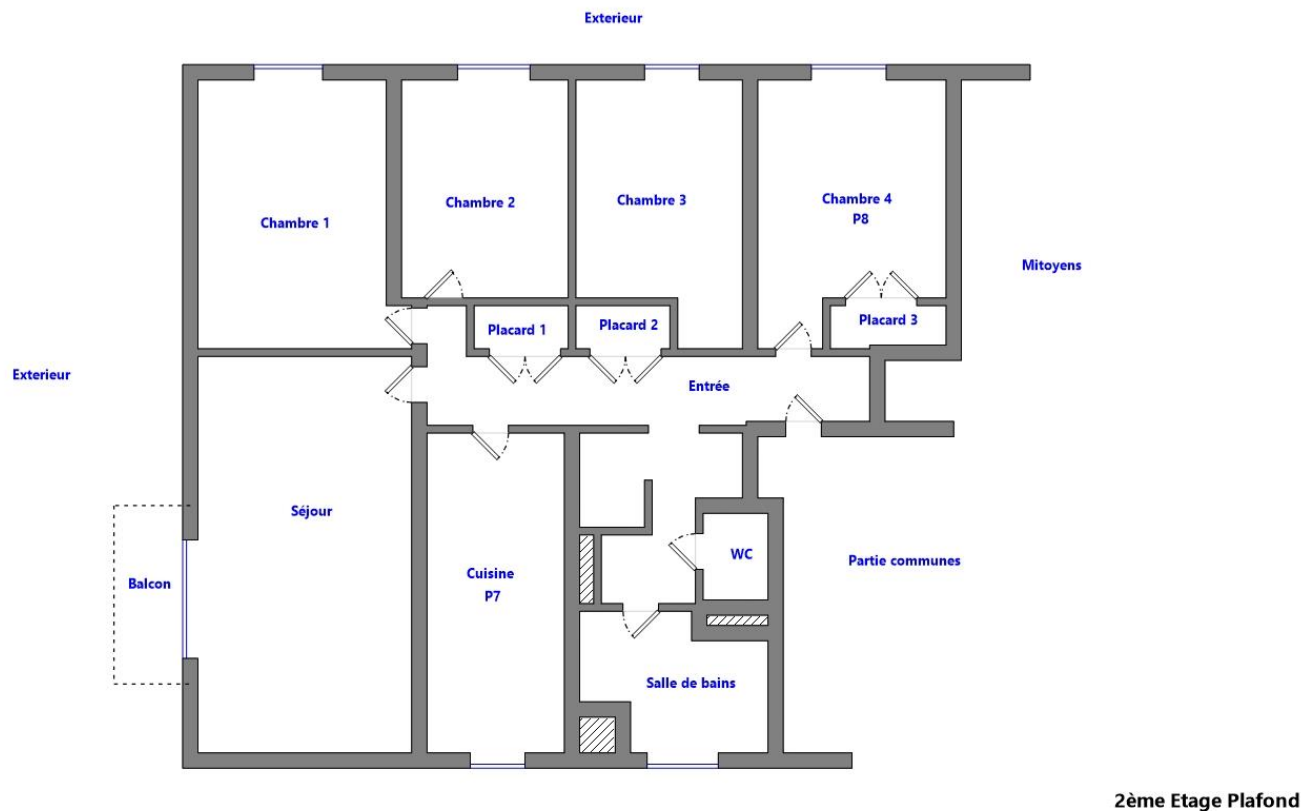 Exterieur
Chambre 1
Chambre 2
Chambre 3
Chambre 4
P8
Mitoyens
Placard 1
Placard 2
Placard 3
Exterieur
Entrée
Séjour
Balcon
Cuisine
P7
WC
Partie communes
Salle de bains
2ème Etage Plafond